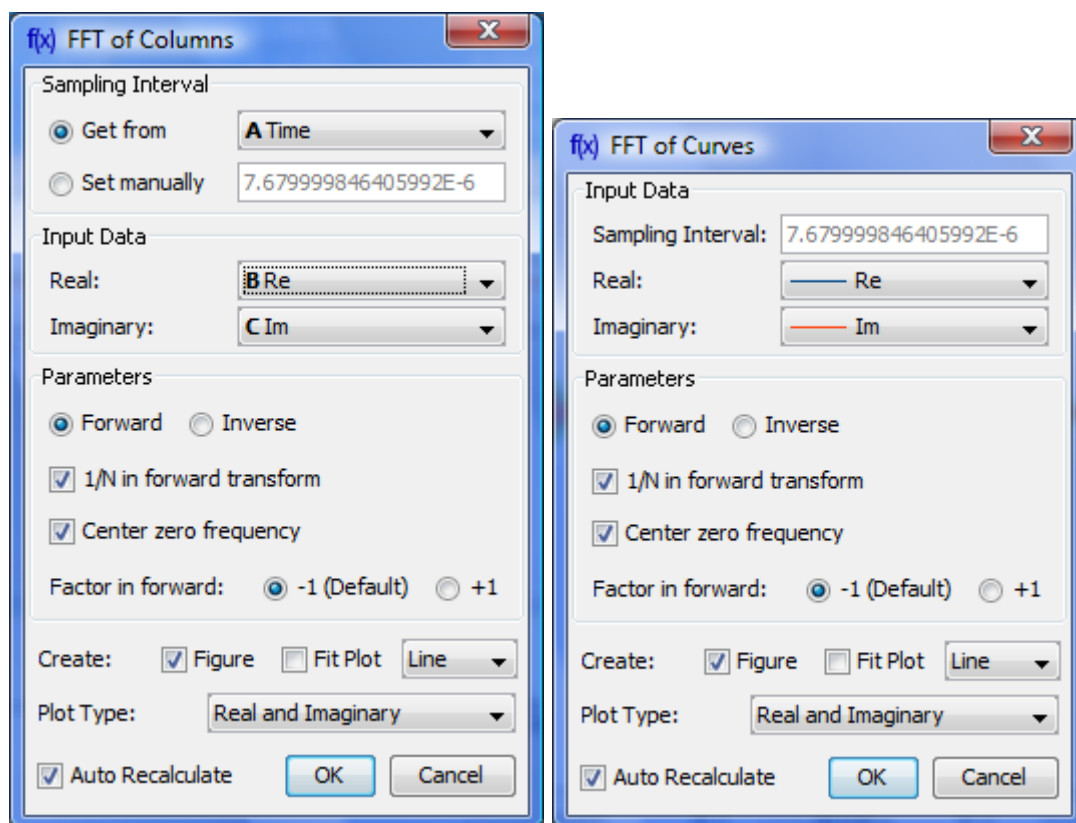 f(x) FFT of Columns
Sampling Interval
Get from A Time
Set manually 7.679999846405992E-6
Input Data
Real: B Re
Imaginary: C Im
Parameters
Forward Inverse
1/N in forward transform
Center zero frequency
Factor in forward: -1 (Default) +1
Create: Figure Fit Plot Line
Plot Type: Real and Imaginary
Auto Recalculate OK Cancel
f(x) FFT of Curves
Input Data
Sampling Interval: 7.679999846405992E-6
Real: Re
Imaginary: Im
Parameters
Forward Inverse
1/N in forward transform
Center zero frequency
Factor in forward: -1 (Default) +1
Create: Figure Fit Plot Line
Plot Type: Real and Imaginary
Auto Recalculate OK Cancel